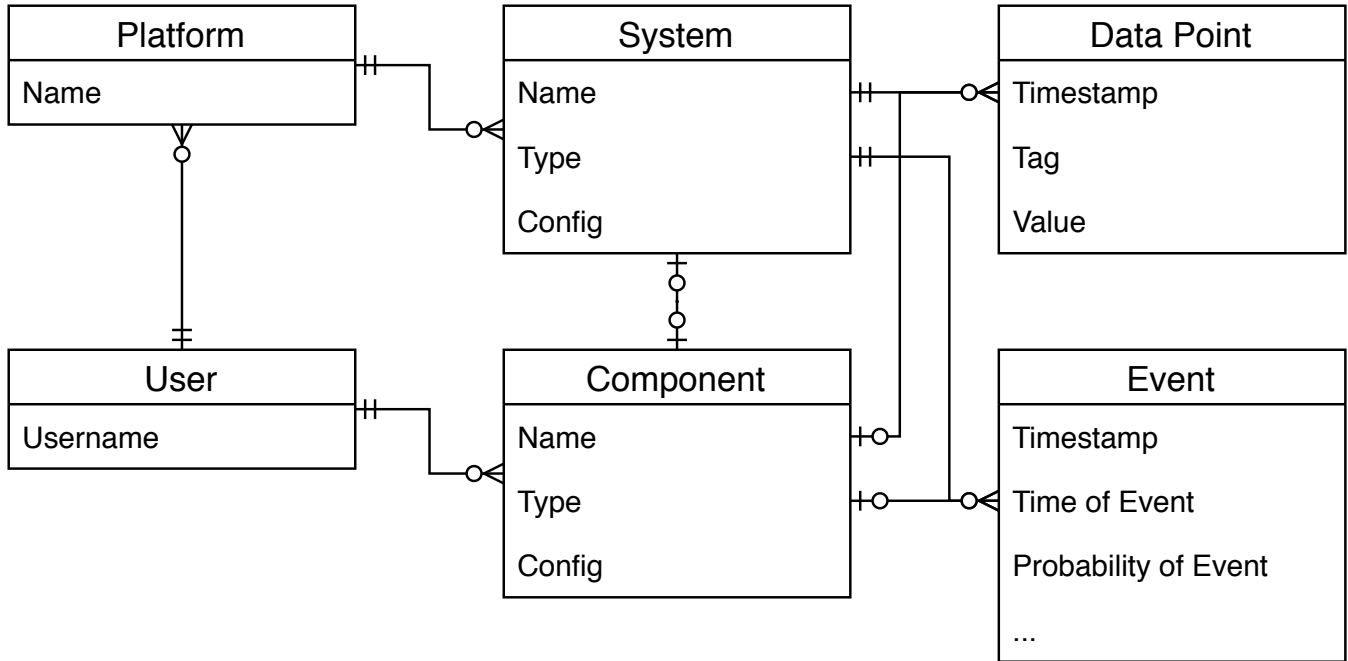 Platform
Name
System
Name
Type
Config
Data Point
Timestamp
Tag
Value
User
Username
Component
Name
Type
Config
Event
Timestamp
Time of Event
Probability of Event
...